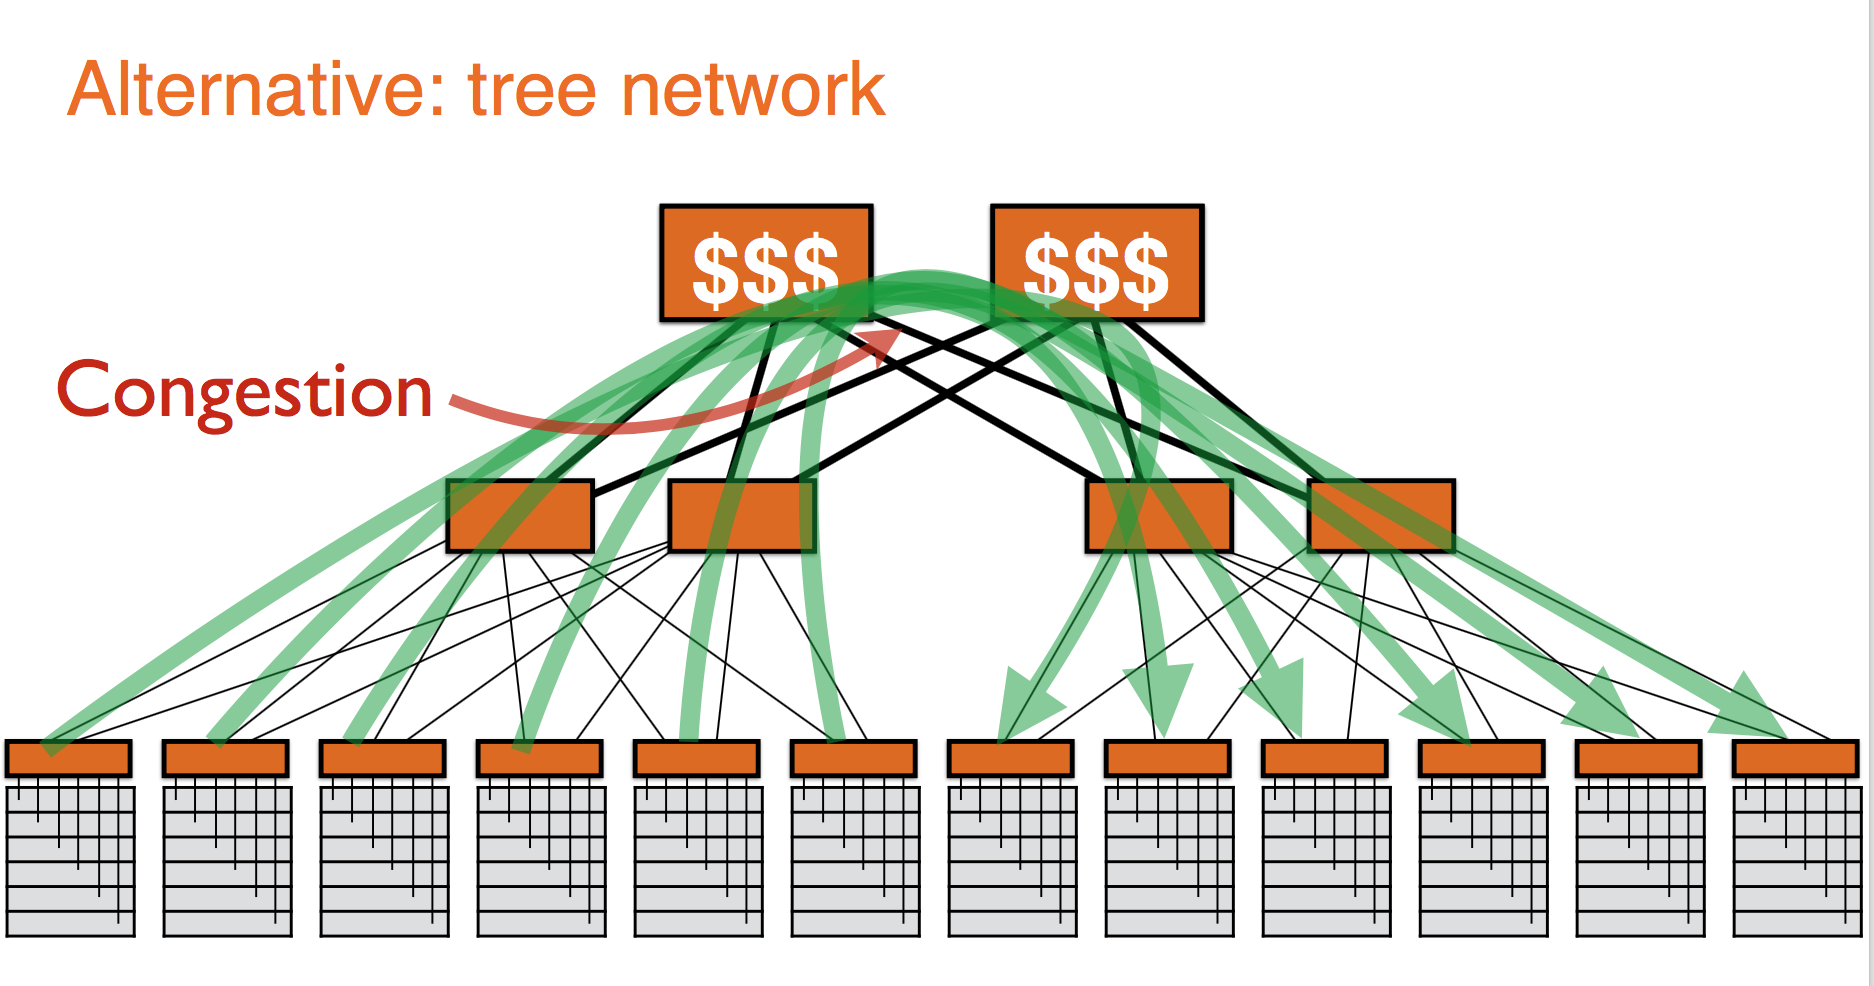 Alternative: tree network
$$$ $$$
Congestion